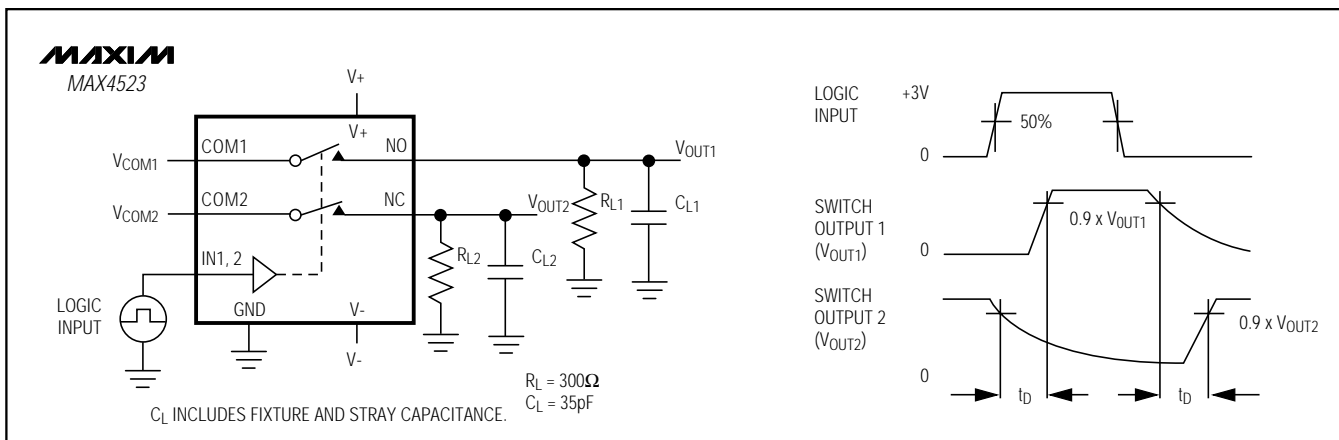 MAXIM
MAX4523
V+
V+
COM1
NO
VCOM1
VOUT1
COM2
NC
VCOM2
VOUT2
RL1
CL1
IN1, 2
RL2
CL2
LOGIC
INPUT
GND
V-
V-
RL = 300Ω
CL = 35pF
CL INCLUDES FIXTURE AND STRAY CAPACITANCE.
LOGIC
INPUT
+3V
50%
0
SWITCH
OUTPUT 1
(VOUT1)
0.9 x VOUT1
0
SWITCH
OUTPUT 2
(VOUT2)
0.9 x VOUT2
0
tD
tD